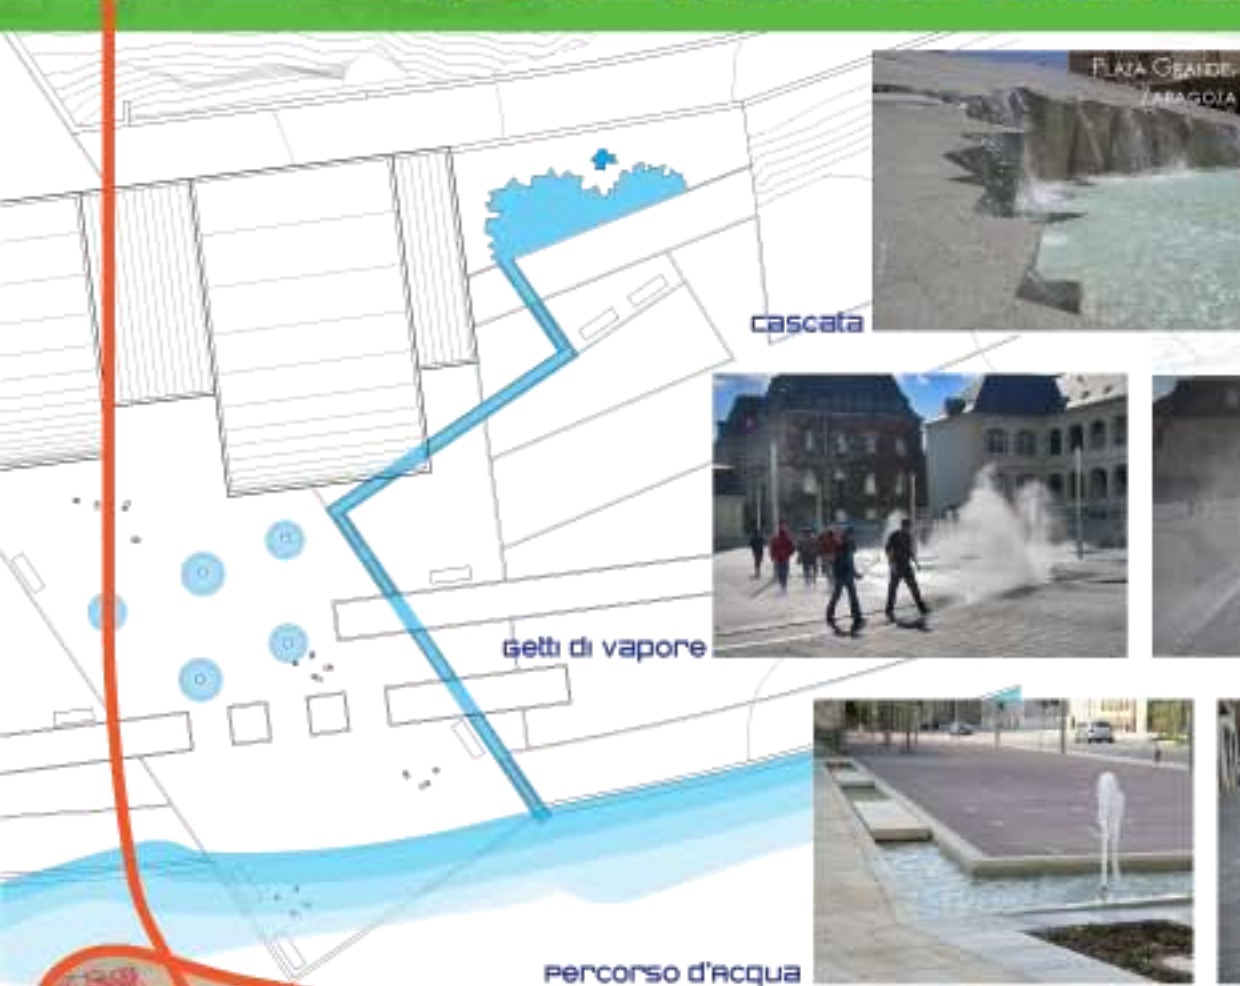 PLAZA GRANDE,
ZARAGOZA
cascata
Getti di vapore
Percorso d'Acqua